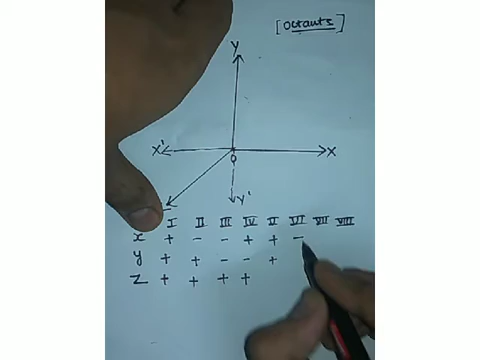 [Octants]
Y
X' X
O
Y'
I II III IV V VI VII VIII
x + - - + + -
y + + - - +
z + + + +